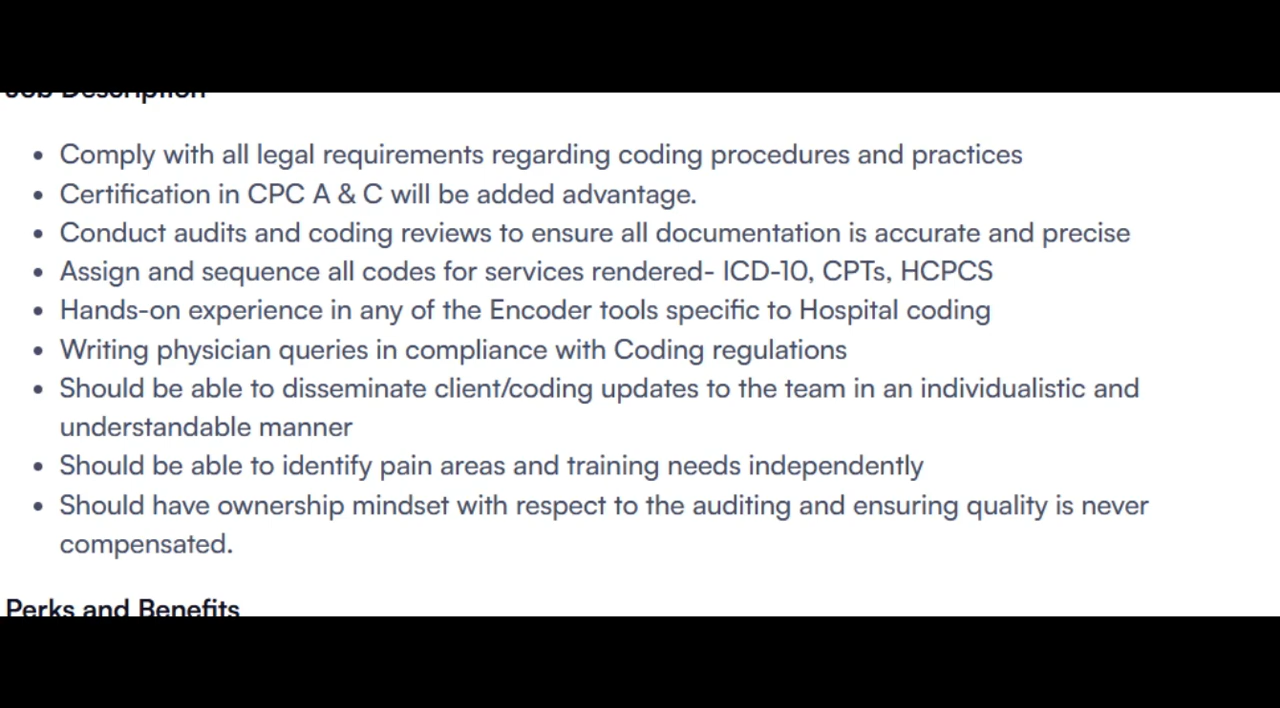 Job Description
• Comply with all legal requirements regarding coding procedures and practices
• Certification in CPC A & C will be added advantage.
• Conduct audits and coding reviews to ensure all documentation is accurate and precise
• Assign and sequence all codes for services rendered- ICD-10, CPTs, HCPCS
• Hands-on experience in any of the Encoder tools specific to Hospital coding
• Writing physician queries in compliance with Coding regulations
• Should be able to disseminate client/coding updates to the team in an individualistic and
understandable manner
• Should be able to identify pain areas and training needs independently
• Should have ownership mindset with respect to the auditing and ensuring quality is never
compensated.
Perks and Benefits